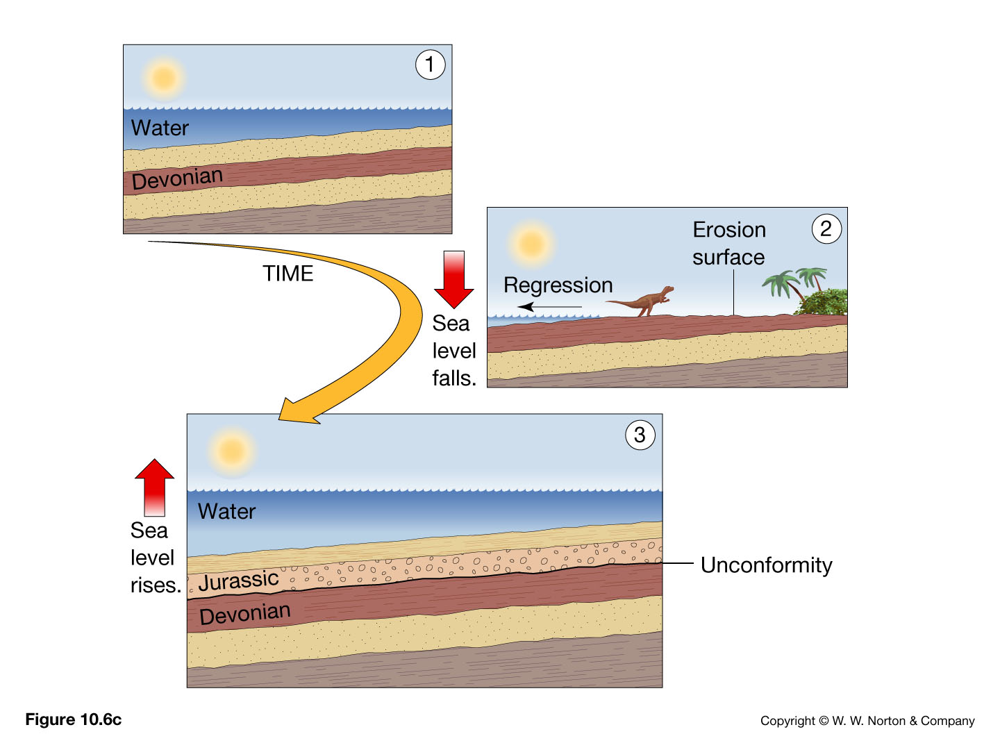 1
Water
Devonian
TIME
Sea
level
falls.
2
Erosion
surface
Regression
3
Sea
level
rises.
Water
Jurassic
Devonian
Unconformity
Figure 10.6c
Copyright © W. W. Norton & Company